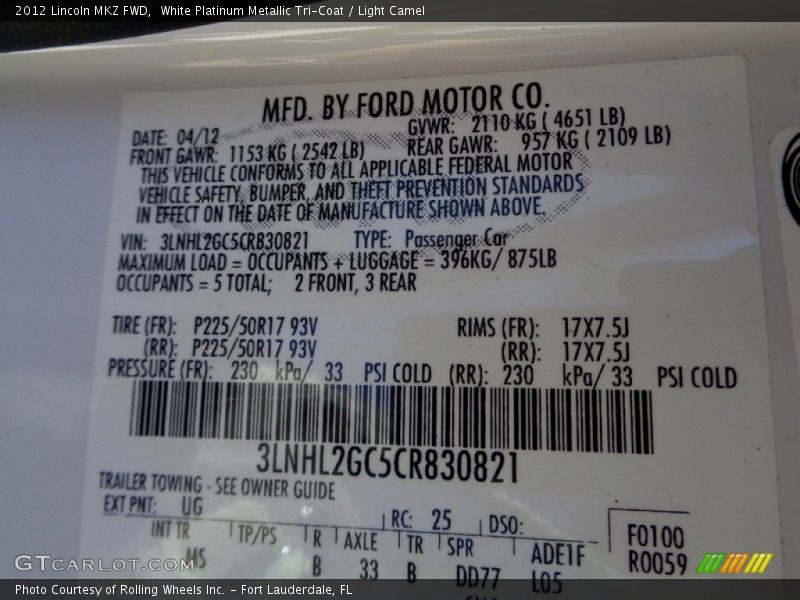 2012 Lincoln MKZ FWD,  White Platinum Metallic Tri-Coat / Light Camel
MFD. BY FORD MOTOR CO.
DATE: 04/12 GVWR: 2110 KG ( 4651 LB)
FRONT GAWR: 1153 KG ( 2542 LB) REAR GAWR: 957 KG ( 2109 LB)
THIS VEHICLE CONFORMS TO ALL APPLICABLE FEDERAL MOTOR
VEHICLE SAFETY, BUMPER, AND THEFT PREVENTION STANDARDS
IN EFFECT ON THE DATE OF MANUFACTURE SHOWN ABOVE.
VIN: 3LNHL2GC5CR830821 TYPE: Passenger Car
MAXIMUM LOAD = OCCUPANTS + LUGGAGE = 396KG/ 875LB
OCCUPANTS = 5 TOTAL; 2 FRONT, 3 REAR
TIRE (FR): P225/50R17 93V RIMS (FR): 17X7.5J
(RR): P225/50R17 93V (RR): 17X7.5J
PRESSURE (FR): 230 kPa/ 33 PSI COLD (RR): 230 kPa/ 33 PSI COLD
3LNHL2GC5CR830821
TRAILER TOWING - SEE OWNER GUIDE
EXT PNT: UG RC: 25 DSO: F0100
INT TR TP/PS R AXLE TR SPR ADE1F R0059
MS B 33 B DD77 L05
GTCARLOT.COM
Photo Courtesy of Rolling Wheels Inc. - Fort Lauderdale, FL